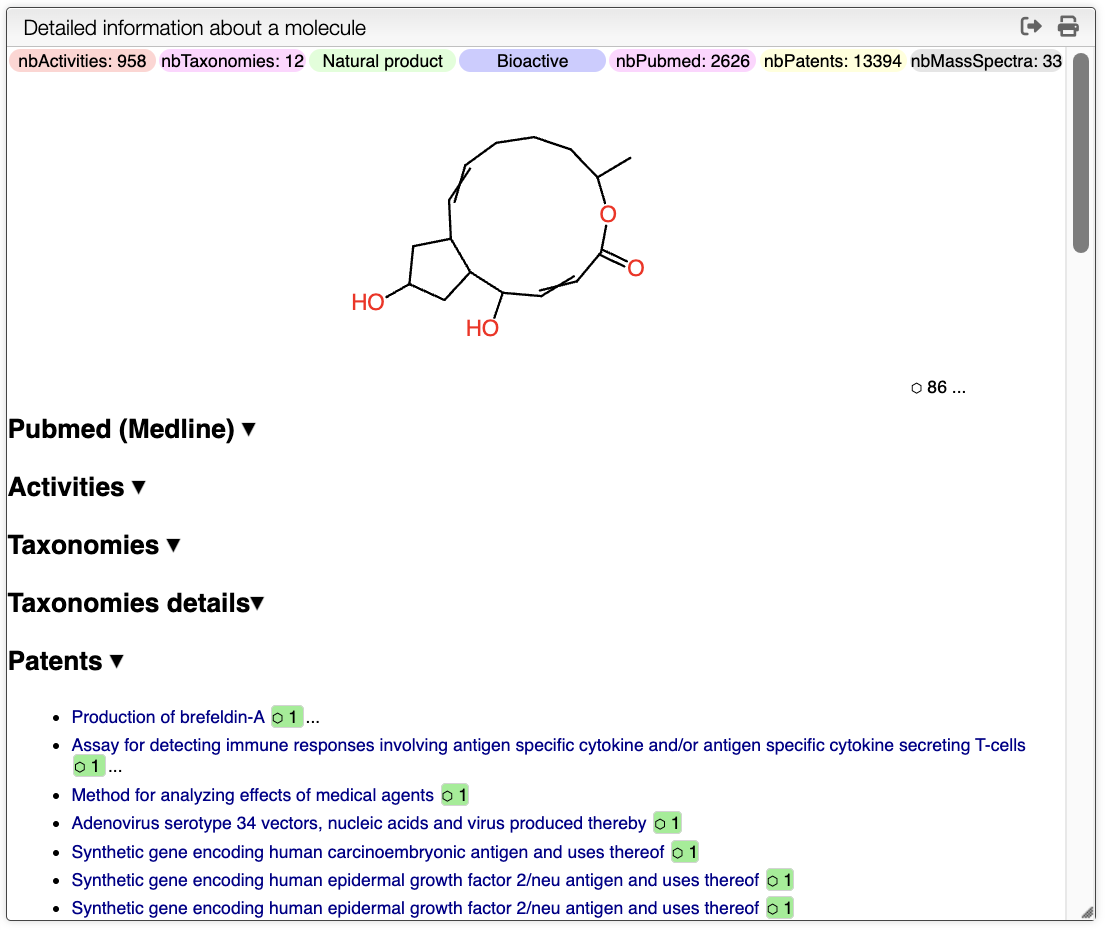 Detailed information about a molecule
nbActivities: 958 nbTaxonomies: 12 Natural product Bioactive nbPubmed: 2626 nbPatents: 13394 nbMassSpectra: 33
O
O
HO
HO
⬡ 86 ...
Pubmed (Medline) ▼
Activities ▼
Taxonomies ▼
Taxonomies details▼
Patents ▼
• Production of brefeldin-A ⬡ 1 ...
• Assay for detecting immune responses involving antigen specific cytokine and/or antigen specific cytokine secreting T-cells
⬡ 1 ...
• Method for analyzing effects of medical agents ⬡ 1
• Adenovirus serotype 34 vectors, nucleic acids and virus produced thereby ⬡ 1
• Synthetic gene encoding human carcinoembryonic antigen and uses thereof ⬡ 1
• Synthetic gene encoding human epidermal growth factor 2/neu antigen and uses thereof ⬡ 1
• Synthetic gene encoding human epidermal growth factor 2/neu antigen and uses thereof ⬡ 1